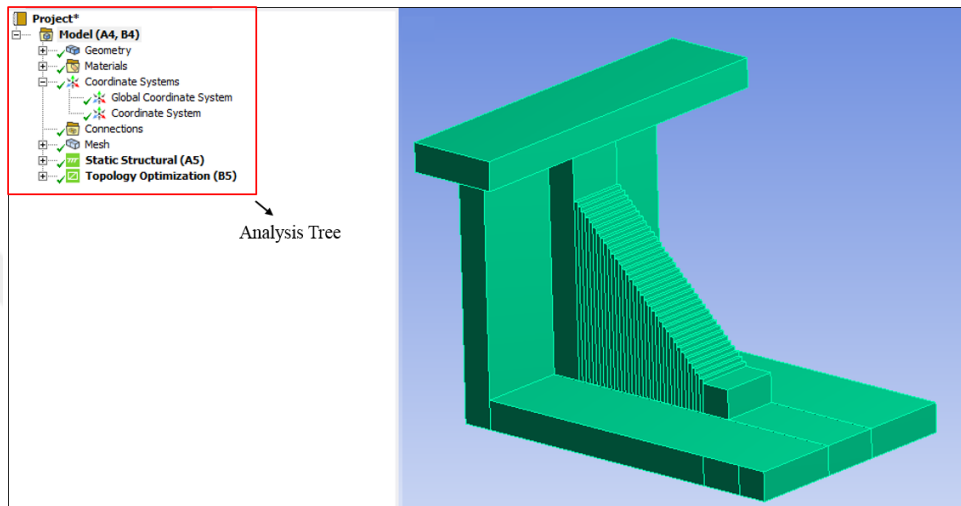 Project*
Model (A4, B4)
Geometry
Materials
Coordinate Systems
Global Coordinate System
Coordinate System
Connections
Mesh
Static Structural (A5)
Topology Optimization (B5)
Analysis Tree